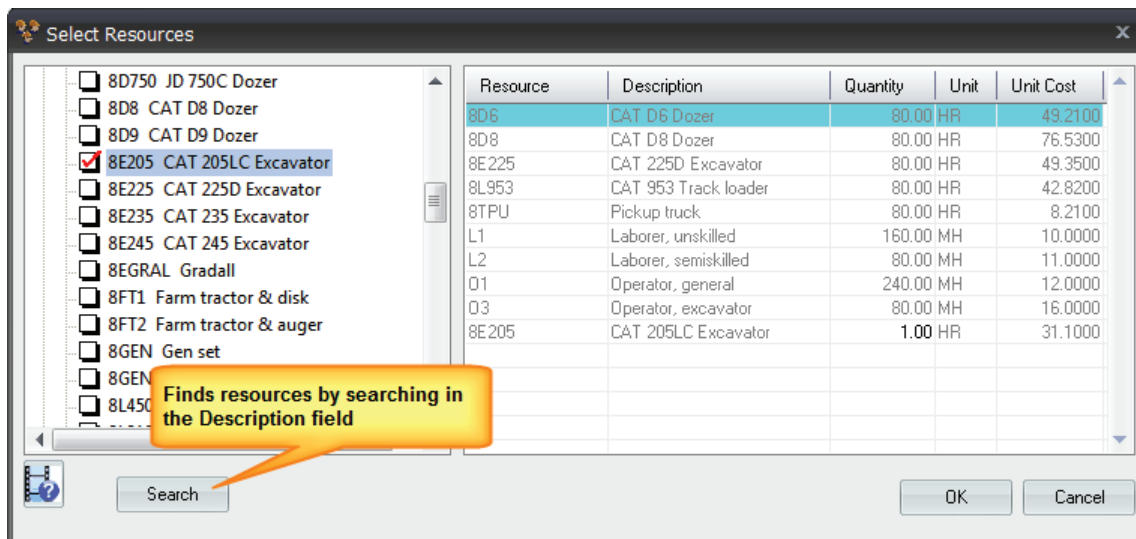 Select Resources
8D750 JD 750C Dozer
8D8 CAT D8 Dozer
8D9 CAT D9 Dozer
8E205 CAT 205LC Excavator
8E225 CAT 225D Excavator
8E235 CAT 235 Excavator
8E245 CAT 245 Excavator
8EGRAL Gradall
8FT1 Farm tractor & disk
8FT2 Farm tractor & auger
8GEN Gen set
8GEN
8L450
Finds resources by searching in
the Description field
Resource Description Quantity Unit Unit Cost
8D6 CAT D6 Dozer 80.00 HR 49.2100
8D8 CAT D8 Dozer 80.00 HR 76.5300
8E225 CAT 225D Excavator 80.00 HR 49.3500
8L953 CAT 953 Track loader 80.00 HR 42.8200
8TPU Pickup truck 80.00 HR 8.2100
L1 Laborer, unskilled 160.00 MH 10.0000
L2 Laborer, semiskilled 80.00 MH 11.0000
O1 Operator, general 240.00 MH 12.0000
O3 Operator, excavator 80.00 MH 16.0000
8E205 CAT 205LC Excavator 1.00 HR 31.1000
Search
OK
Cancel